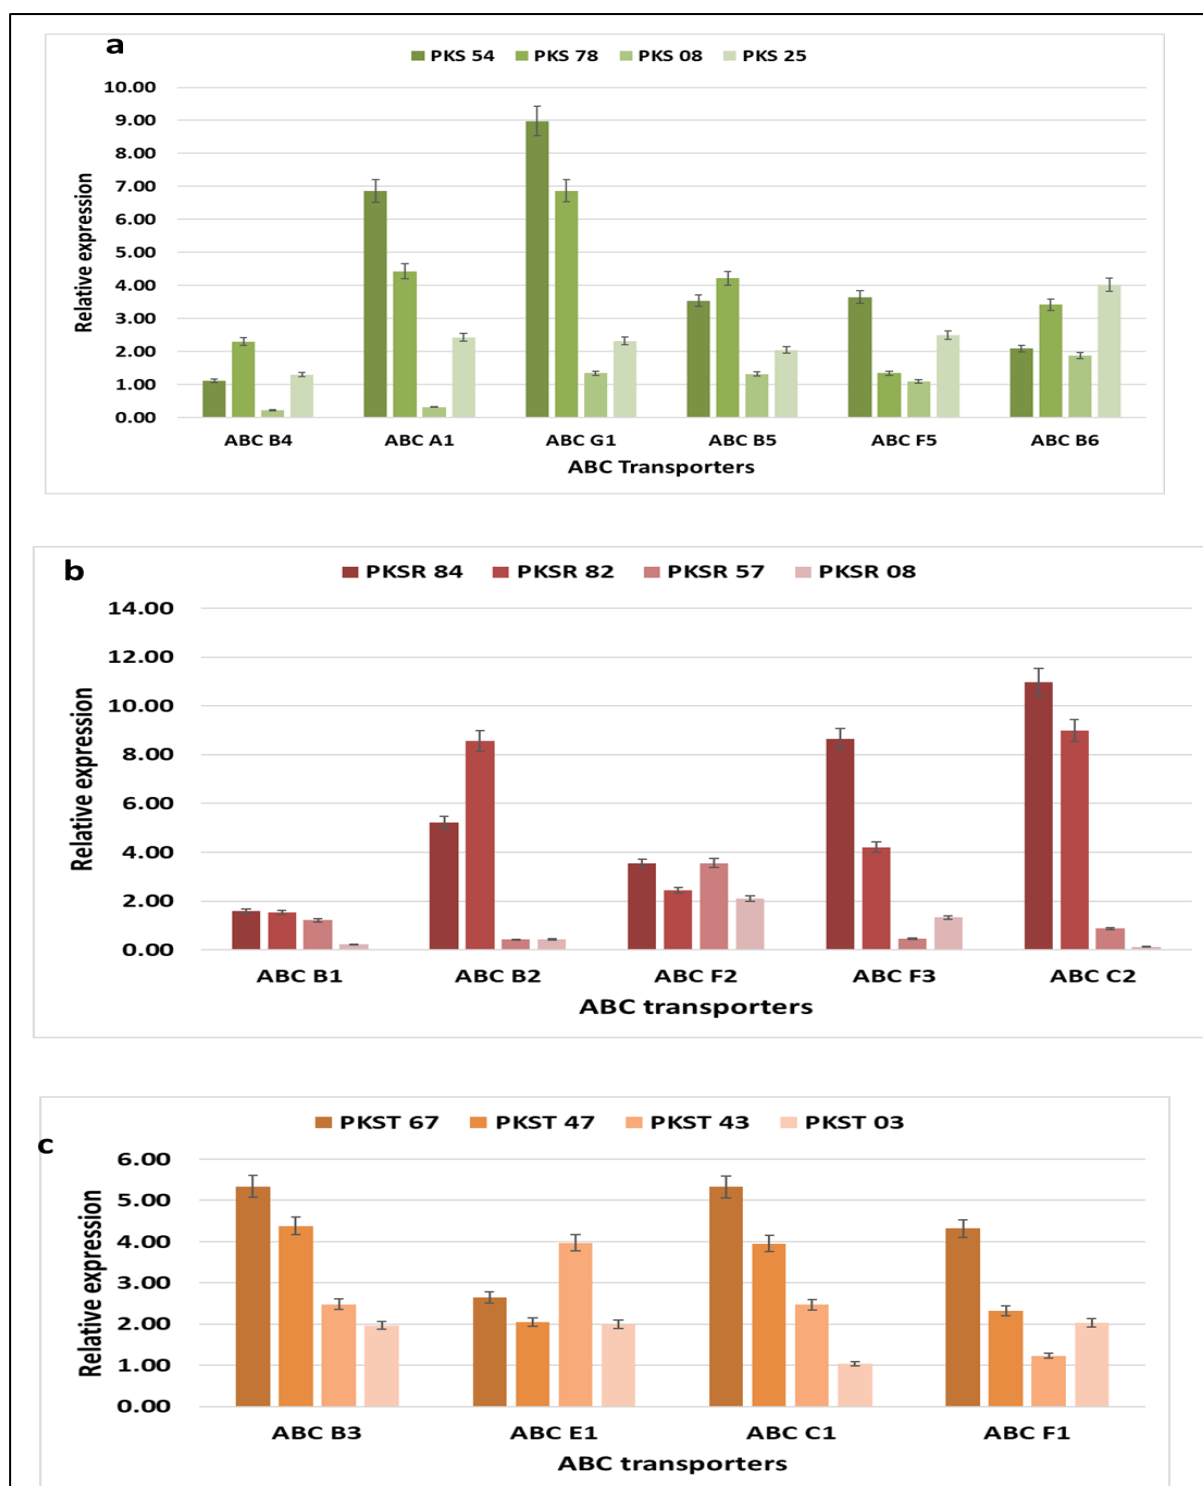 a
PKS 54 PKS 78 PKS 08 PKS 25
10.00
9.00
8.00
7.00
6.00
5.00
4.00
3.00
2.00
1.00
0.00
Relative expression
ABC B4 ABC A1 ABC G1 ABC B5 ABC F5 ABC B6
ABC Transporters
b
PKSR 84 PKSR 82 PKSR 57 PKSR 08
14.00
12.00
10.00
8.00
6.00
4.00
2.00
0.00
Relative expression
ABC B1 ABC B2 ABC F2 ABC F3 ABC C2
ABC transporters
c
PKST 67 PKST 47 PKST 43 PKST 03
6.00
5.00
4.00
3.00
2.00
1.00
0.00
Relative expression
ABC B3 ABC E1 ABC C1 ABC F1
ABC transporters